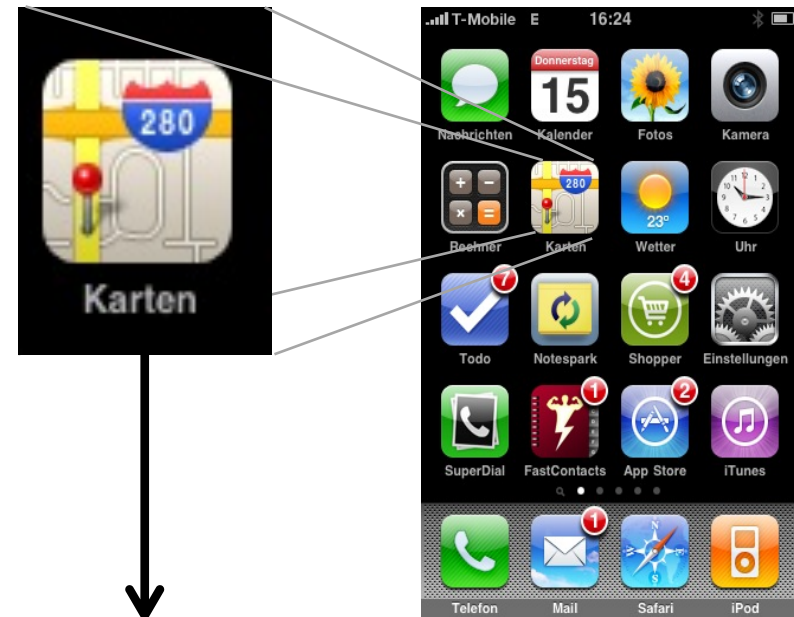 280
Karten
T-Mobile E 16:24
Donnerstag
15
280
23°
Nachrichten Kalender Fotos Kamera
Rechner Karten Wetter Uhr
7
4
Todo Notespark Shopper Einstellungen
1
2
SuperDial FastContacts App Store iTunes
1
N
S
Telefon Mail Safari iPod